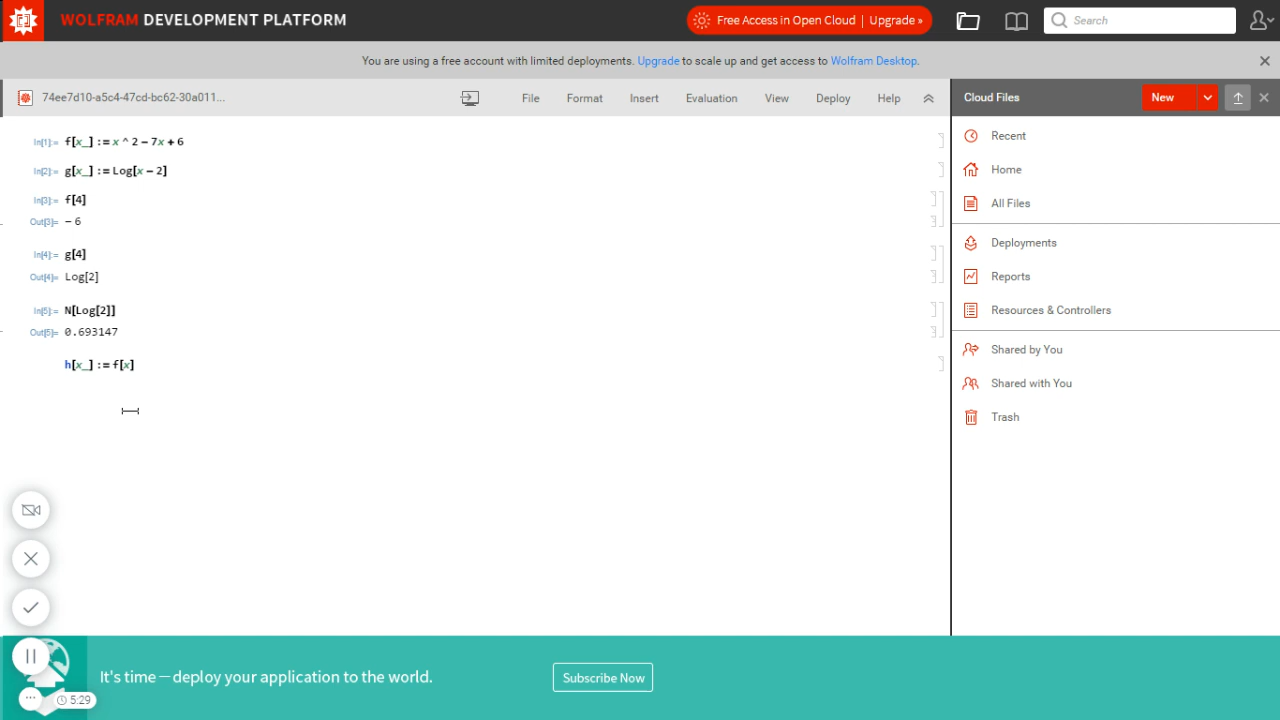 WOLFRAM DEVELOPMENT PLATFORM
Free Access in Open Cloud | Upgrade »
Search
You are using a free account with limited deployments. Upgrade to scale up and get access to Wolfram Desktop.
74ee7d10-a5c4-47cd-bc62-30a011...
File
Format
Insert
Evaluation
View
Deploy
Help
In[1]:= f[x_] := x ^ 2 - 7x + 6
In[2]:= g[x_] := Log[x - 2]
In[3]:= f[4]
Out[3]= - 6
In[4]:= g[4]
Out[4]= Log[2]
In[5]:= N[Log[2]]
Out[5]= 0.693147
h[x_] := f[x]
Cloud Files
New
Recent
Home
All Files
Deployments
Reports
Resources & Controllers
Shared by You
Shared with You
Trash
It's time—deploy your application to the world.
Subscribe Now
5:29